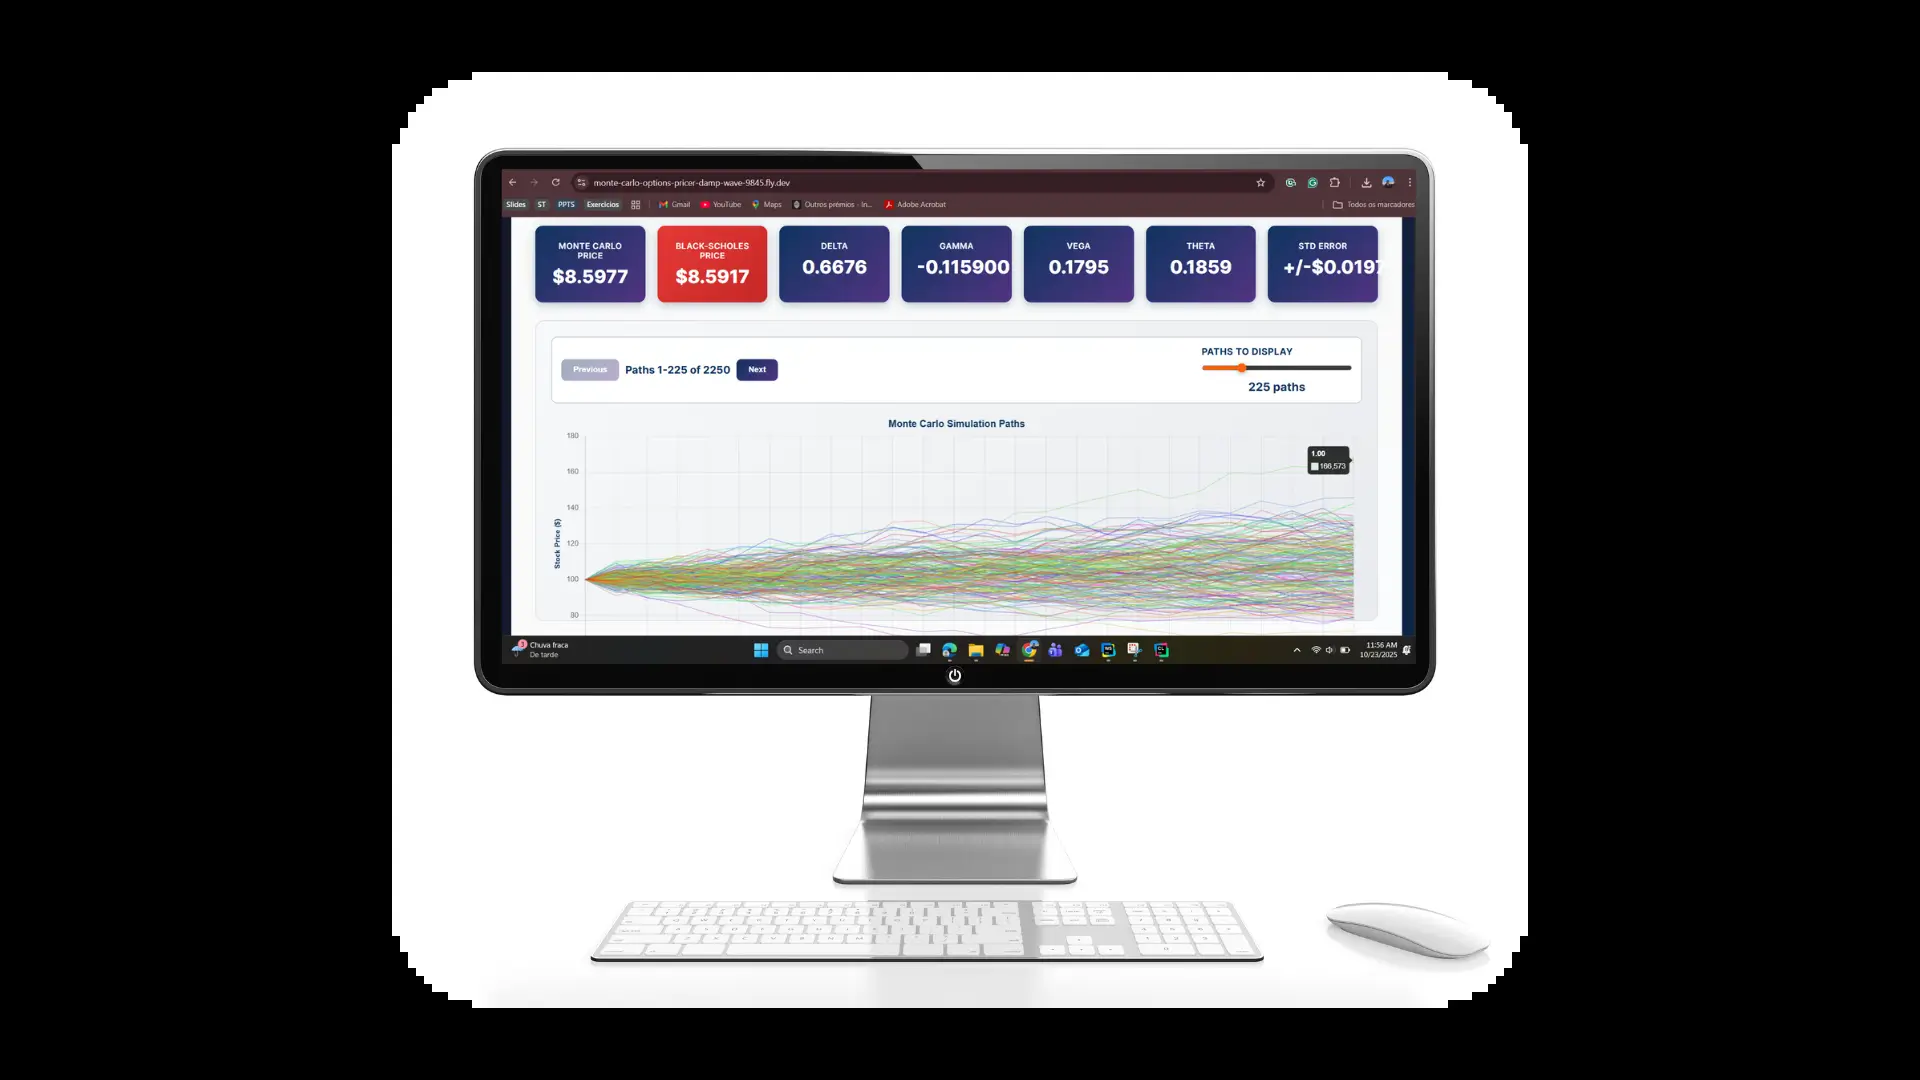 monte-carlo-options-pricer-damp-wave-9845.fly.dev
Slides ST PPTS Exercícios Gmail YouTube Maps Outros prémios - In... Adobe Acrobat Todos os marcadores
MONTE CARLO PRICE
$8.5977
BLACK-SCHOLES PRICE
$8.5917
DELTA
0.6676
GAMMA
-0.115900
VEGA
0.1795
THETA
0.1859
STD ERROR
+/-$0.0197
Previous Paths 1-225 of 2250 Next
PATHS TO DISPLAY
225 paths
Monte Carlo Simulation Paths
180
160
140
120
100
80
Stock Price ($)
1.00
166,573
3
Chuva fraca
De tarde
Search
11:56 AM
10/23/2025